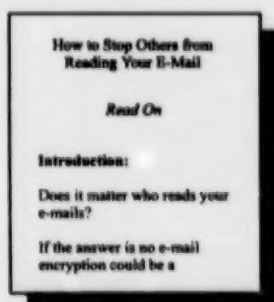 How to Stop Others from
Reading Your E-Mail
Read On
Introduction:
Does it matter who reads your
e-mails?
If the answer is no e-mail
encryption could be a